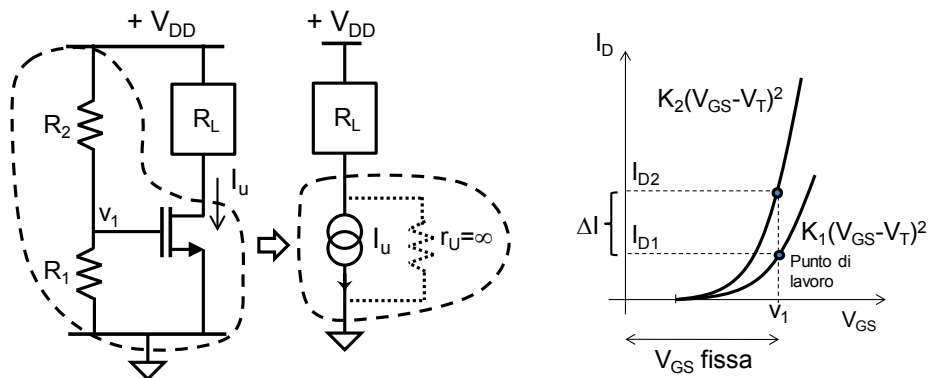 + V_DD
R_2
R_L
I_u
v_1
R_1
+ V_DD
R_L
I_u
r_U=∞
I_D
K_2(V_GS-V_T)^2
I_D2
ΔI
I_D1
K_1(V_GS-V_T)^2
Punto di
lavoro
v_1
V_GS
V_GS fissa